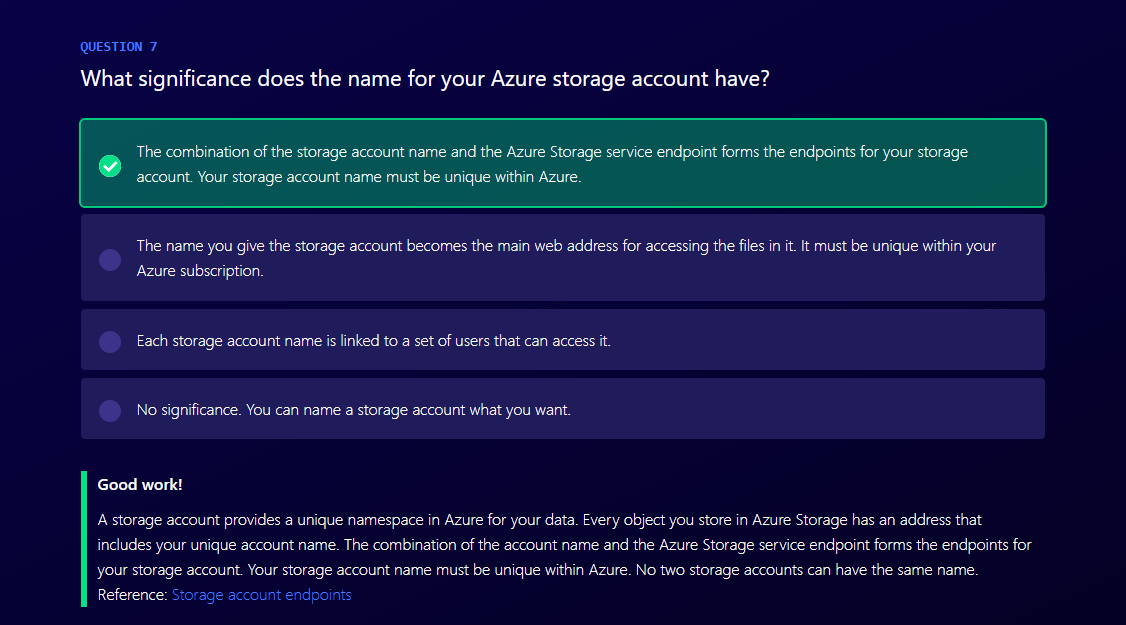 QUESTION 7
What significance does the name for your Azure storage account have?
The combination of the storage account name and the Azure Storage service endpoint forms the endpoints for your storage
account. Your storage account name must be unique within Azure.
The name you give the storage account becomes the main web address for accessing the files in it. It must be unique within your
Azure subscription.
Each storage account name is linked to a set of users that can access it.
No significance. You can name a storage account what you want.
Good work!
A storage account provides a unique namespace in Azure for your data. Every object you store in Azure Storage has an address that
includes your unique account name. The combination of the account name and the Azure Storage service endpoint forms the endpoints for
your storage account. Your storage account name must be unique within Azure. No two storage accounts can have the same name.
Reference: Storage account endpoints